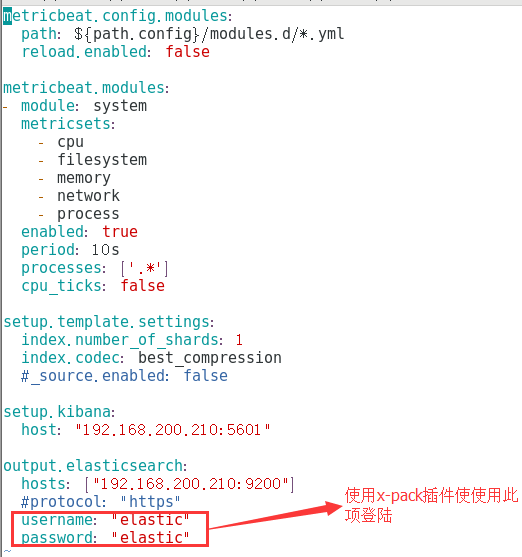 metricbeat.config.modules:
  path: ${path.config}/modules.d/*.yml
  reload.enabled: false

metricbeat.modules:
- module: system
  metricsets:
    - cpu
    - filesystem
    - memory
    - network
    - process
  enabled: true
  period: 10s
  processes: ['.*']
  cpu_ticks: false

setup.template.settings:
  index.number_of_shards: 1
  index.codec: best_compression
  #_source.enabled: false

setup.kibana:
  host: "192.168.200.210:5601"

output.elasticsearch:
  hosts: ["192.168.200.210:9200"]
  #protocol: "https"
  username: "elastic"
  password: "elastic"
~
使用x-pack插件使使用此
项登陆